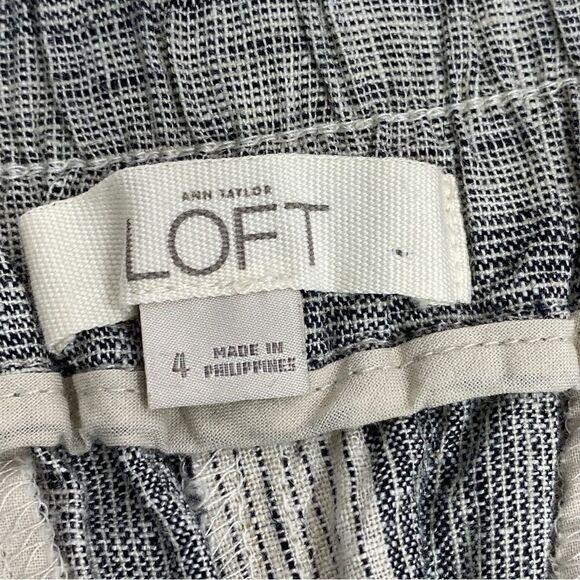 ANN TAYLOR
LOFT
4 MADE IN
PHILIPPINES